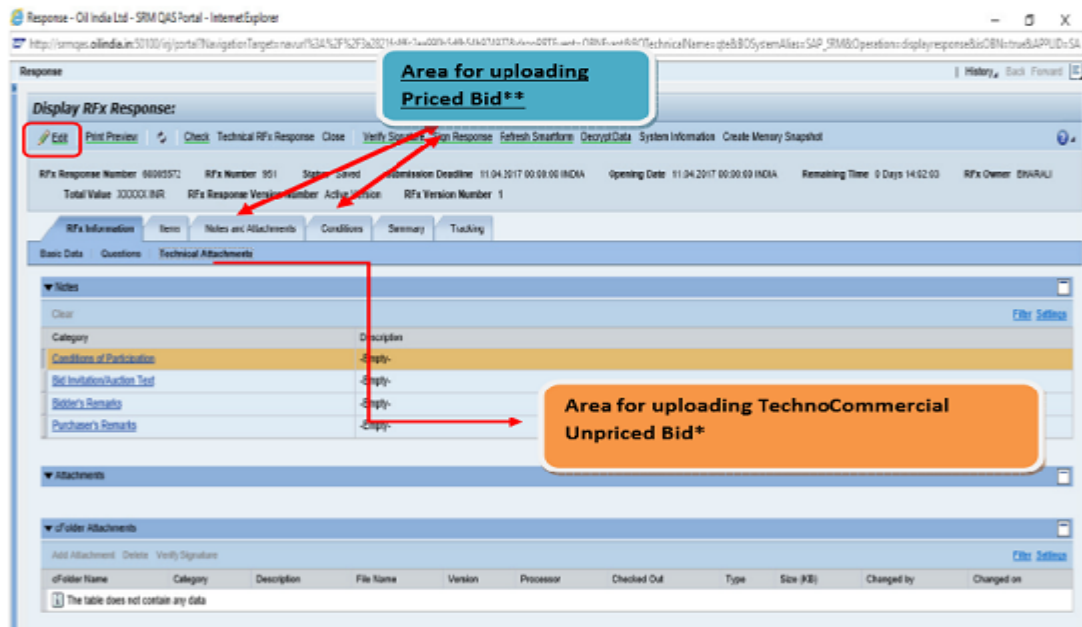 Response - Oil India Ltd - SRM QAS Portal - Internet Explorer
Response
History Back Forward
Area for uploading
Priced Bid**
Display RFx Response:
Edit Print Preview Check Technical RFx Response Close Verify Signature Sign Response Refresh Smartform Decrypt Data System Information Create Memory Snapshot
RFx Response Number RFx Number 951 Status Saved Submission Deadline 11.04.2017 00:00:00 INDIA Opening Date 11.04.2017 00:00:00 INDIA Remaining Time 0 Days 14:02:03 RFx Owner BHARALI
Total Value INR RFx Response Version Number Active Version RFx Version Number 1
RFx Information Items Notes and Attachments Conditions Summary Tracking
Basic Data Questions Technical Attachments
Notes
Clear Filter Settings
Category Description
Conditions of Participation -Empty-
Bid Invitation/Auction Text -Empty-
Bidder's Remarks -Empty-
Purchaser's Remarks -Empty-
Area for uploading TechnoCommercial
Unpriced Bid*
Attachments
cFolder Attachments
Add Attachment Delete Verify Signature Filter Settings
cFolder Name Category Description File Name Version Processor Checked Out Type Size (KB) Changed by Changed on
The table does not contain any data